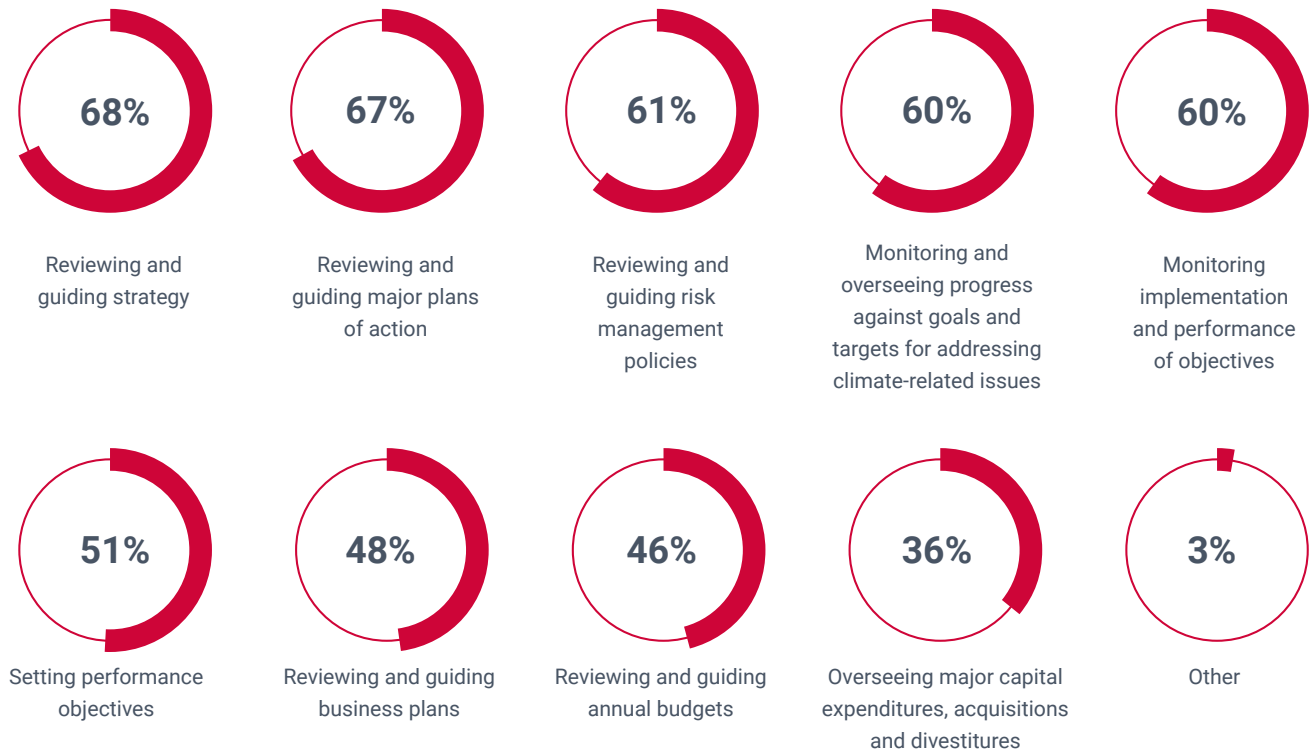 68%
67%
61%
60%
60%
Reviewing and
guiding strategy
Reviewing and
guiding major plans
of action
Reviewing and
guiding risk
management
policies
Monitoring and
overseeing progress
against goals and
targets for addressing
climate-related issues
Monitoring
implementation
and performance
of objectives
51%
48%
46%
36%
3%
Setting performance
objectives
Reviewing and guiding
business plans
Reviewing and guiding
annual budgets
Overseeing major capital
expenditures, acquisitions
and divestitures
Other